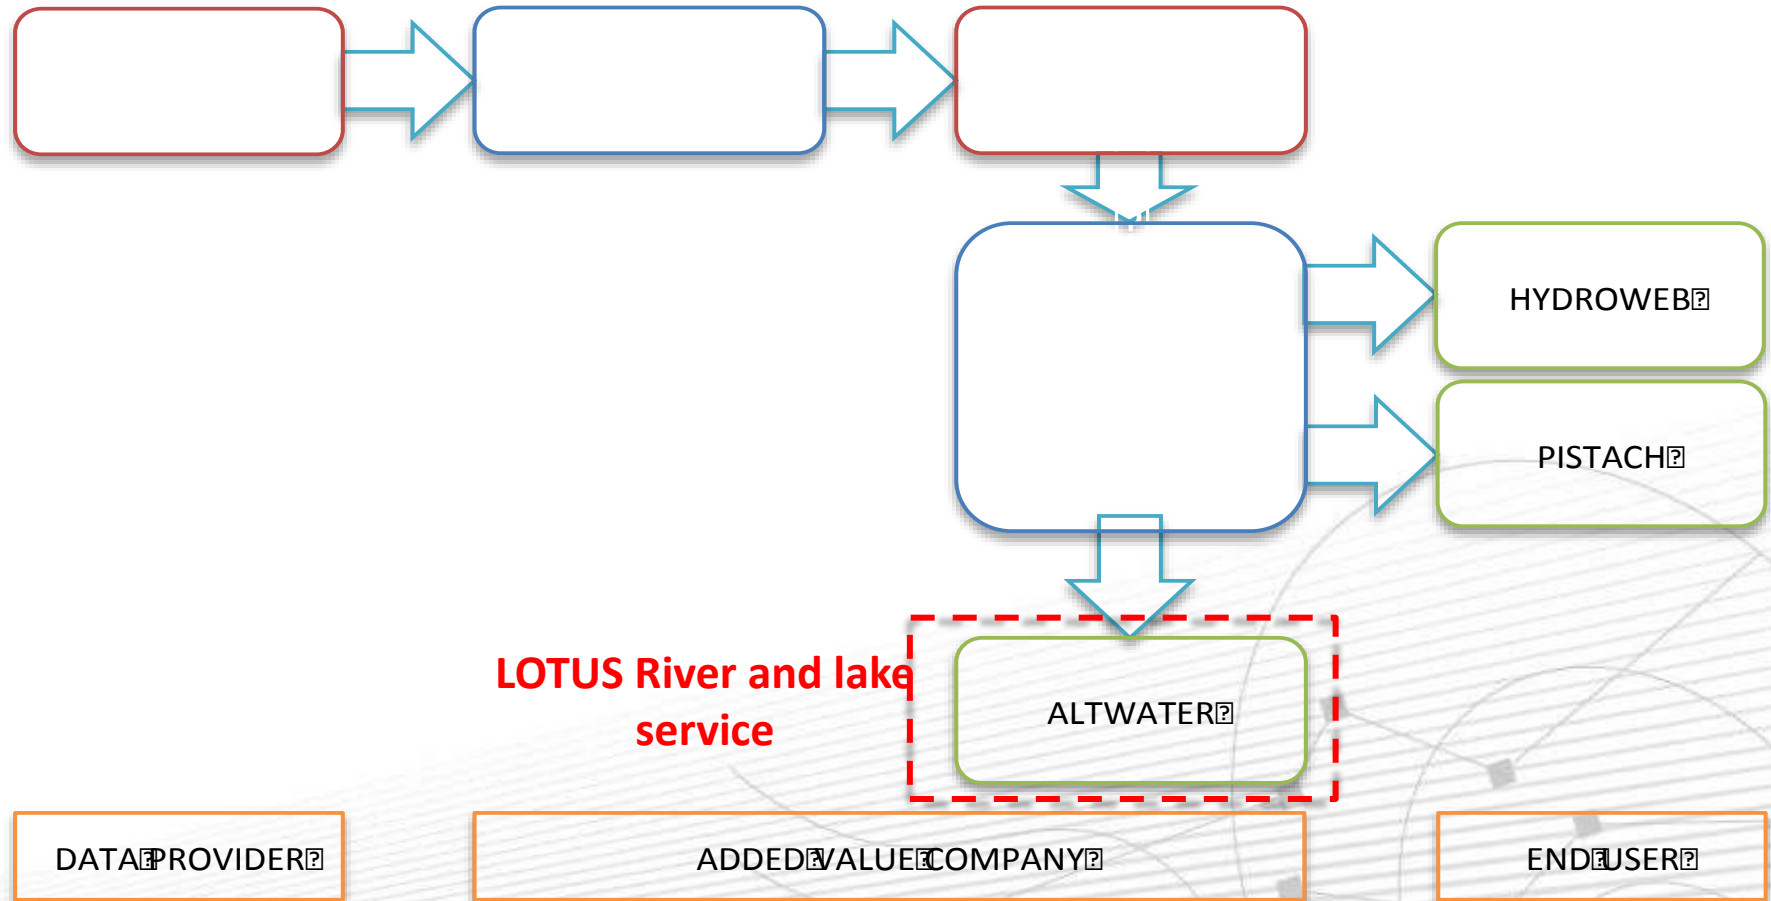 HYDROWEB
PISTACH
LOTUS River and lake
service
ALTWATER
DATA PROVIDER
ADDED VALUE COMPANY
END USER